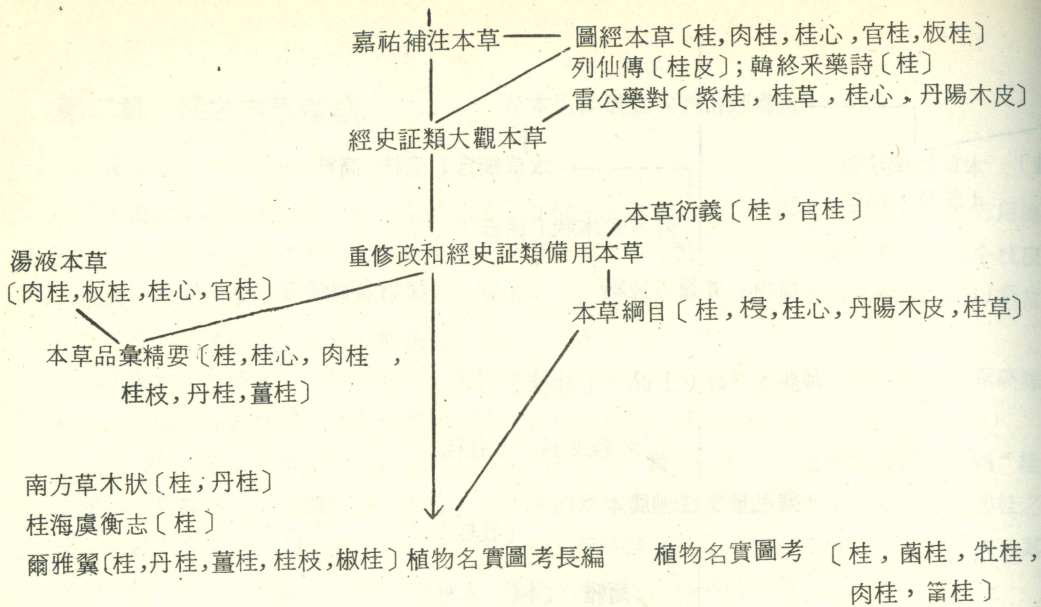 嘉祐補注本草 圖經本草〔桂,肉桂,桂心,官桂,板桂〕
列仙傳〔桂皮〕;韓終采藥詩〔桂〕
雷公藥對〔紫桂,桂草,桂心,丹陽木皮〕
經史証類大觀本草
本草衍義〔桂,官桂〕
重修政和經史証類備用本草
湯液本草
〔肉桂,板桂,桂心,官桂〕
本草綱目〔桂,梫,桂心,丹陽木皮,桂草〕
本草品彙精要〔桂,桂心,肉桂,
桂枝,丹桂,薑桂〕
南方草木狀〔桂,丹桂〕
桂海虞衡志〔桂〕
爾雅翼〔桂,丹桂,薑桂,桂枝,椒桂〕植物名實圖考長編 植物名實圖考 〔桂,菌桂,牡桂,
肉桂,筩桂〕